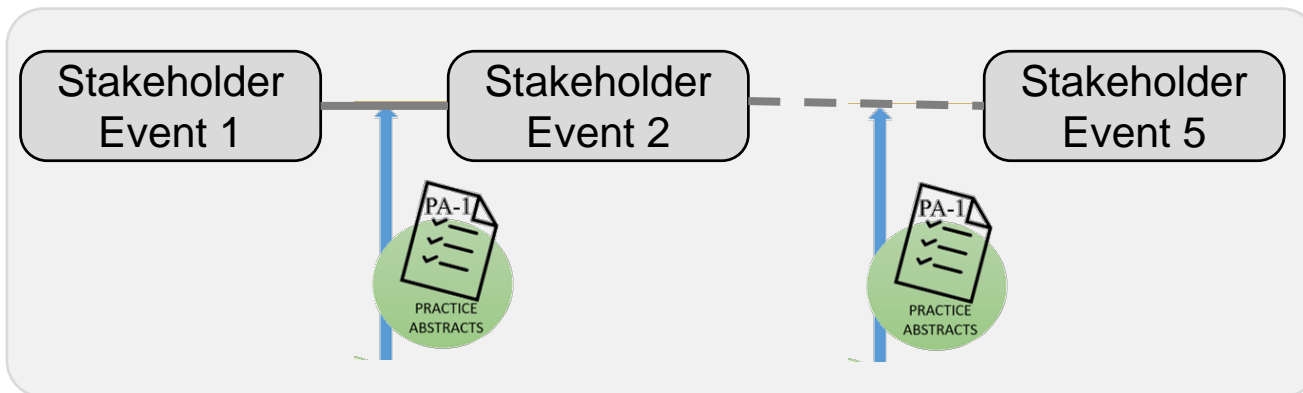 Stakeholder
Event 1
Stakeholder
Event 2
Stakeholder
Event 5
PA-1
PRACTICE
ABSTRACTS
PA-1
PRACTICE
ABSTRACTS